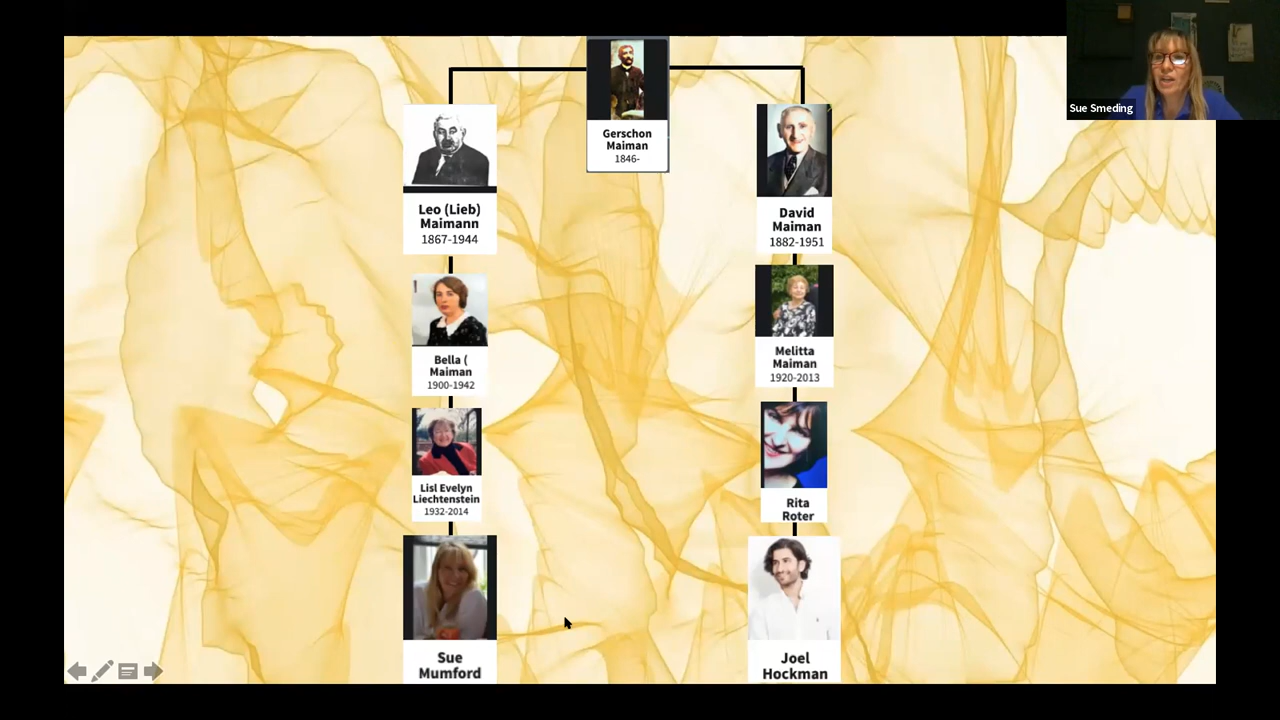 Sue Smeding
Gerschon
Maiman
1846-
Leo (Lieb)
Maimann
1867-1944
David
Maiman
1882-1951
Bella (
Maiman
1900-1942
Melitta
Maiman
1920-2013
Lisl Evelyn
Liechtenstein
1932-2014
Rita
Roter
Sue
Mumford
Joel
Hockman